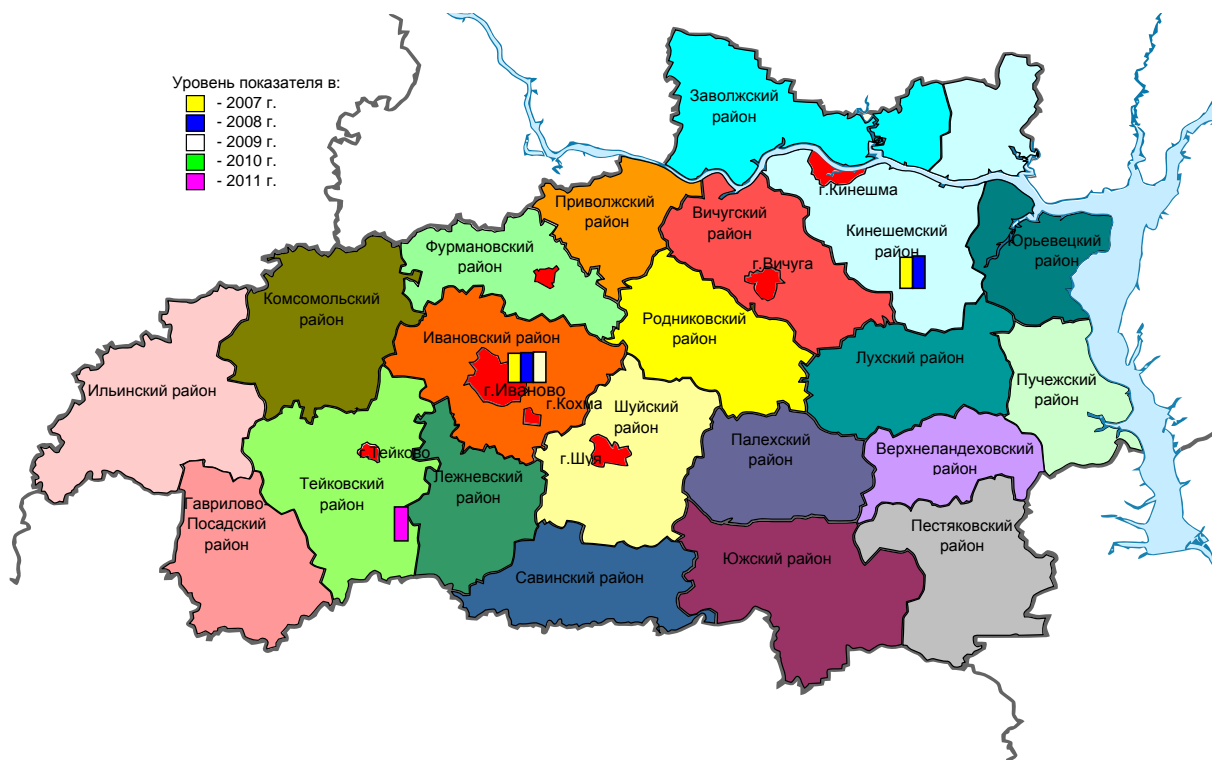 Уровень показателя в:
- 2007 г.
- 2008 г.
- 2009 г.
- 2010 г.
- 2011 г.
Заволжский
район
г.Кинешма
Приволжский
район
Вичугский
район
Кинешемский
район
Юрьевецкий
район
Фурмановский
район
г.Вичуга
Комсомольский
район
Родниковский
район
Ивановский район
Лухский район
Ильинский район
Пучежский
район
г.Иваново
г.Кохма
Шуйский
район
Палехский
район
Верхнеландеховский
район
г.Тейково
г.Шуя
Тейковский
район
Лежневский
район
Гаврилово-
Посадский
район
Пестяковский
район
Савинский район
Южский район